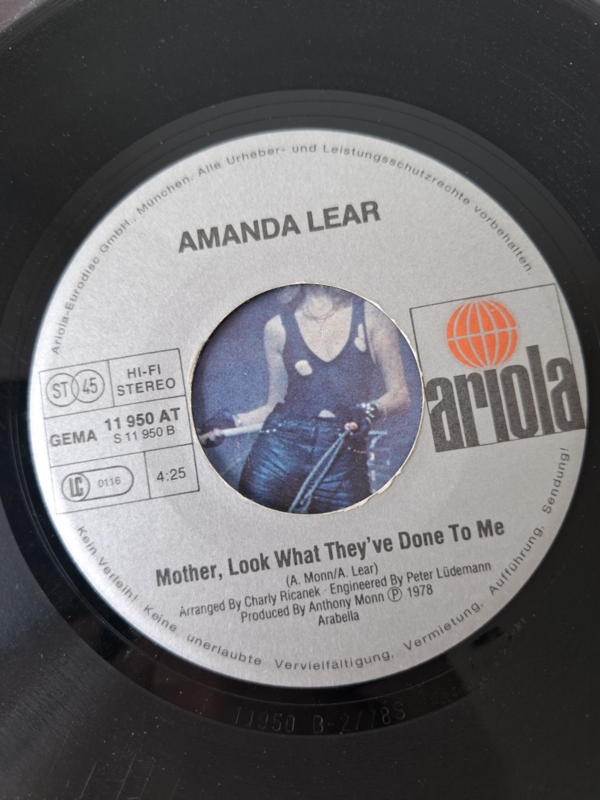 Ariola-Eurodisc GmbH., München. Alle Urheber- und Leistungsschutzrechte vorbehalten.
AMANDA LEAR
ariola
ST 45
HI-FI
STEREO
GEMA
11 950 AT
S 11 950 B
LC 0116
4:25
Mother, Look What They've Done To Me
(A. Monn/A. Lear)
Arranged By Charly Ricanek · Engineered By Peter Lüdemann
Produced By Anthony Monn Ⓟ 1978
Arabella
Kein Verleih! Keine unerlaubte Vervielfältigung, Vermietung, Aufführung, Sendung!